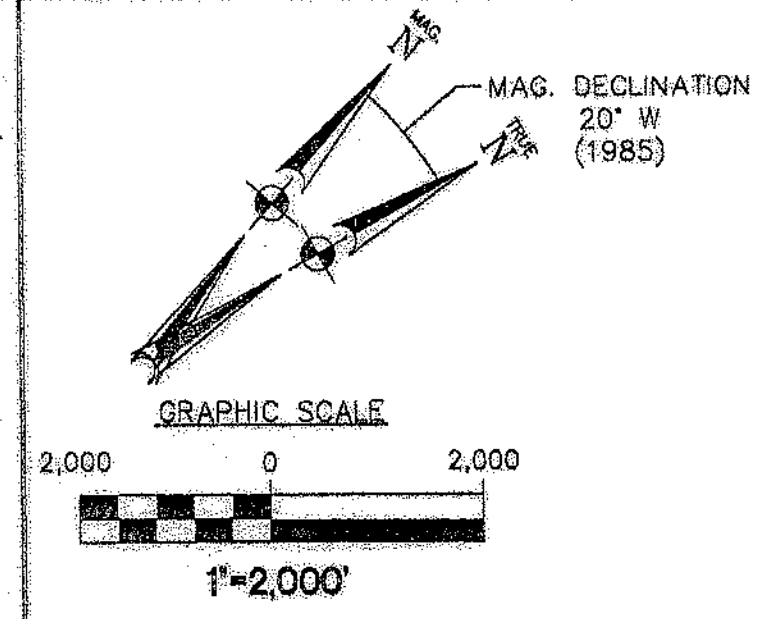 MAG.
N
MAG. DECLINATION
20° W
(1985)
TRUE
N
GRAPHIC SCALE
2,000 0 2,000
1"=2,000'